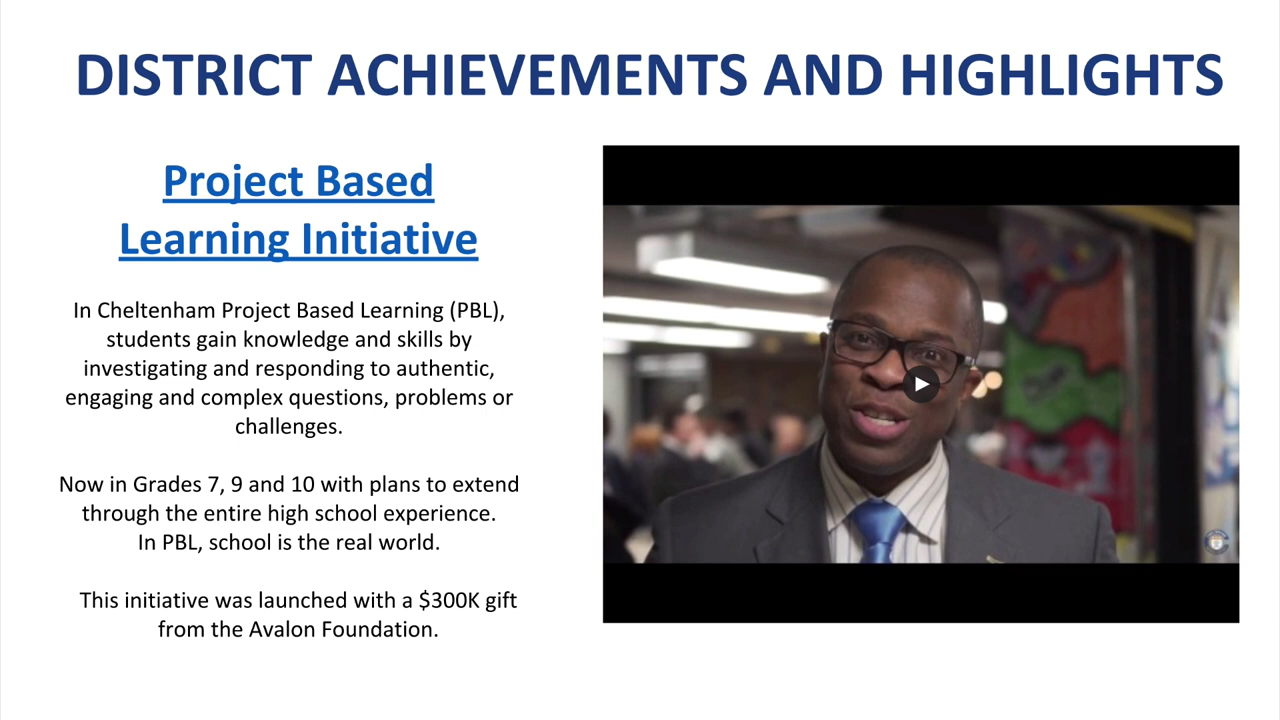 DISTRICT ACHIEVEMENTS AND HIGHLIGHTS
Project Based
Learning Initiative
In Cheltenham Project Based Learning (PBL),
students gain knowledge and skills by
investigating and responding to authentic,
engaging and complex questions, problems or
challenges.
Now in Grades 7, 9 and 10 with plans to extend
through the entire high school experience.
In PBL, school is the real world.
This initiative was launched with a $300K gift
from the Avalon Foundation.